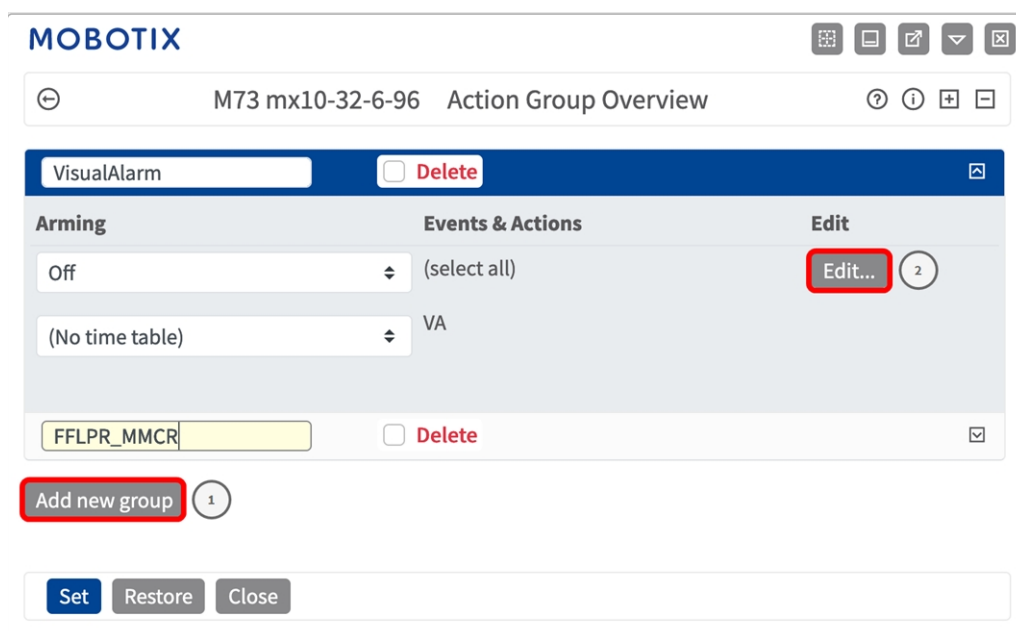 MOBOTIX
M73 mx10-32-6-96 Action Group Overview
VisualAlarm Delete
Arming Events & Actions Edit
Off (select all) Edit... 2
(No time table) VA
FFLPR_MMCR Delete
Add new group 1
Set Restore Close